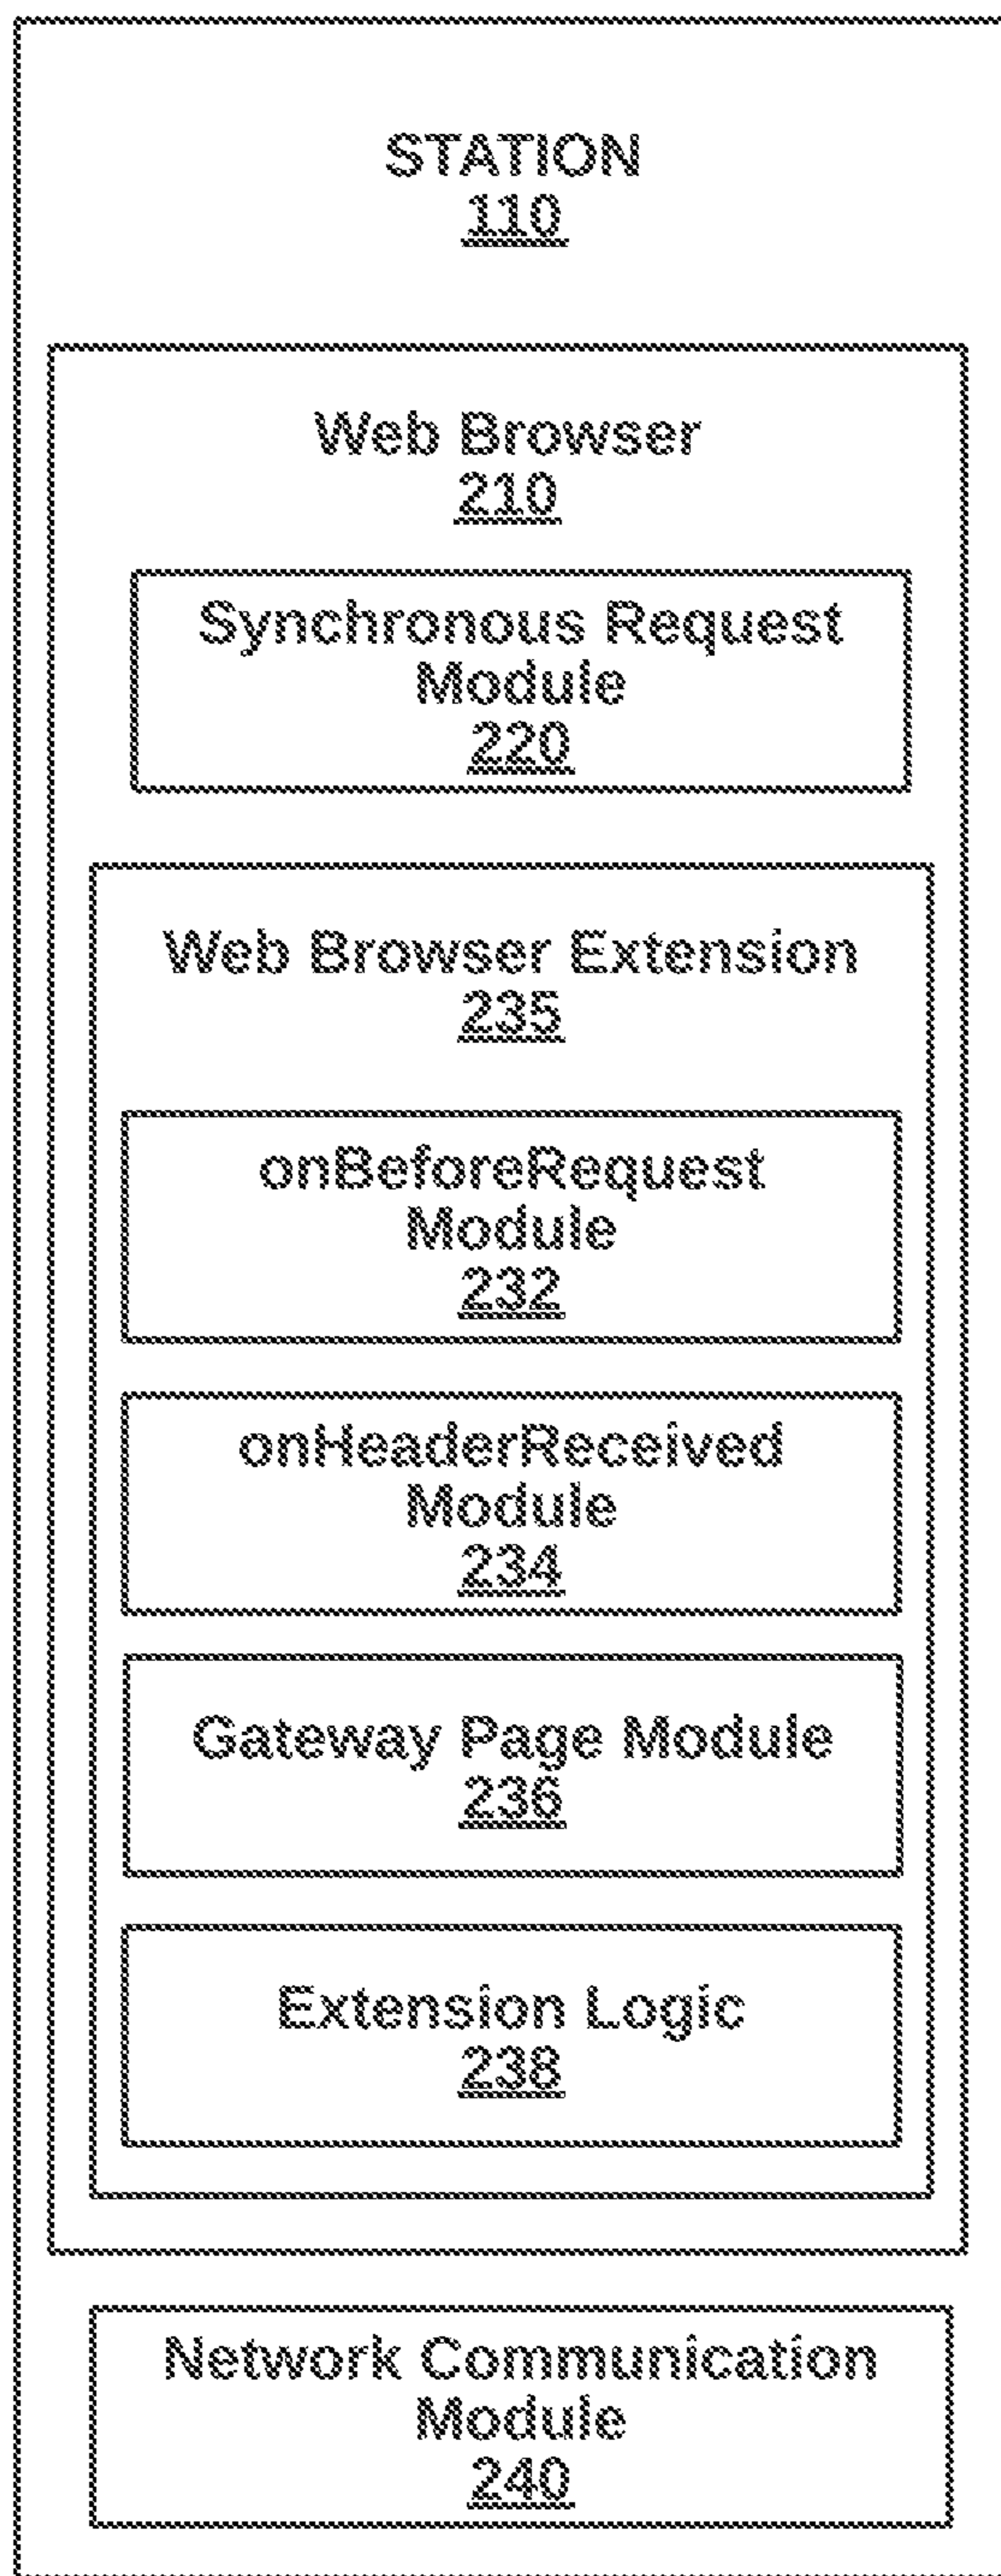 STATION
110
Web Browser
210
Synchronous Request
Module
220
Web Browser Extension
235
onBeforeRequest
Module
232
onHeaderReceived
Module
234
Gateway Page Module
236
Extension Logic
238
Network Communication
Module
240